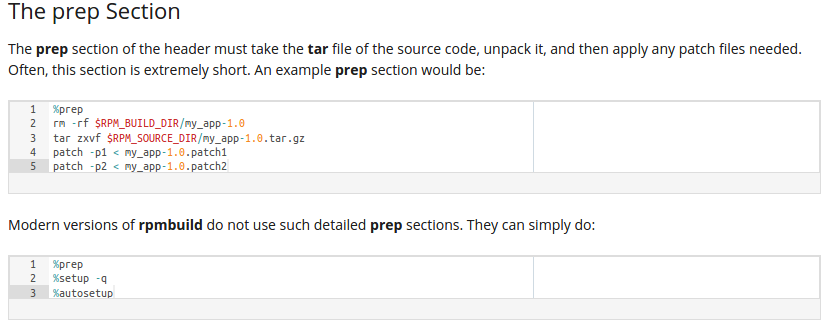 The prep Section
The prep section of the header must take the tar file of the source code, unpack it, and then apply any patch files needed.
Often, this section is extremely short. An example prep section would be:
1 %prep
2 rm -rf $RPM_BUILD_DIR/my_app-1.0
3 tar zxvf $RPM_SOURCE_DIR/my_app-1.0.tar.gz
4 patch -p1 < my_app-1.0.patch1
5 patch -p2 < my_app-1.0.patch2
Modern versions of rpmbuild do not use such detailed prep sections. They can simply do:
1 %prep
2 %setup -q
3 %autosetup